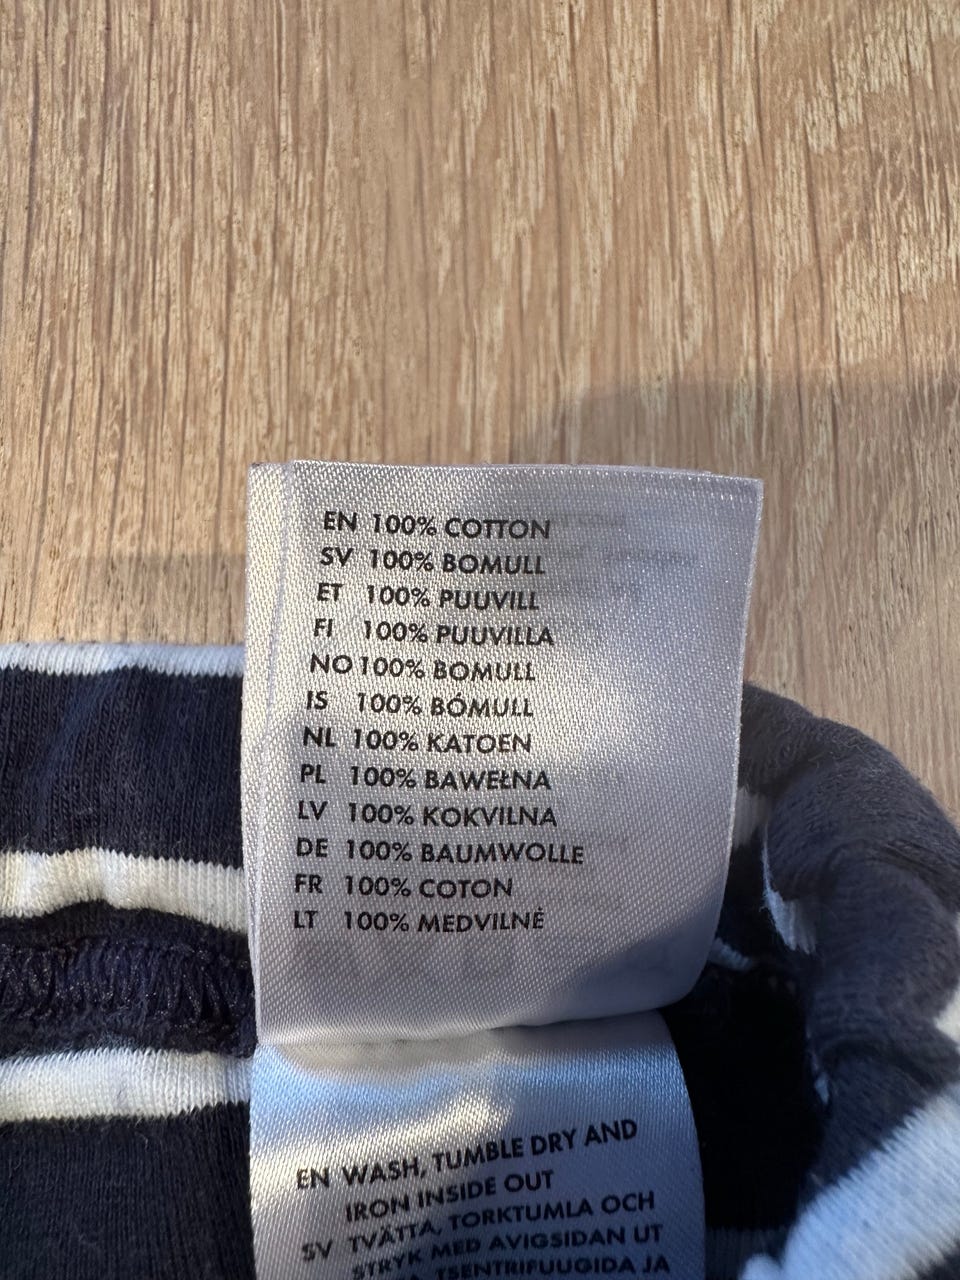 EN 100% COTTON
SV 100% BOMULL
ET 100% PUUVILL
FI 100% PUUVILLA
NO 100% BOMULL
IS 100% BÓMULL
NL 100% KATOEN
PL 100% BAWEŁNA
LV 100% KOKVILNA
DE 100% BAUMWOLLE
FR 100% COTON
LT 100% MEDVILNĖ
EN WASH, TUMBLE DRY AND
IRON INSIDE OUT
SV TVÄTTA, TORKTUMLA OCH
STRYK MED AVIGSIDAN UT
TSENTRIFUUGIDA JA